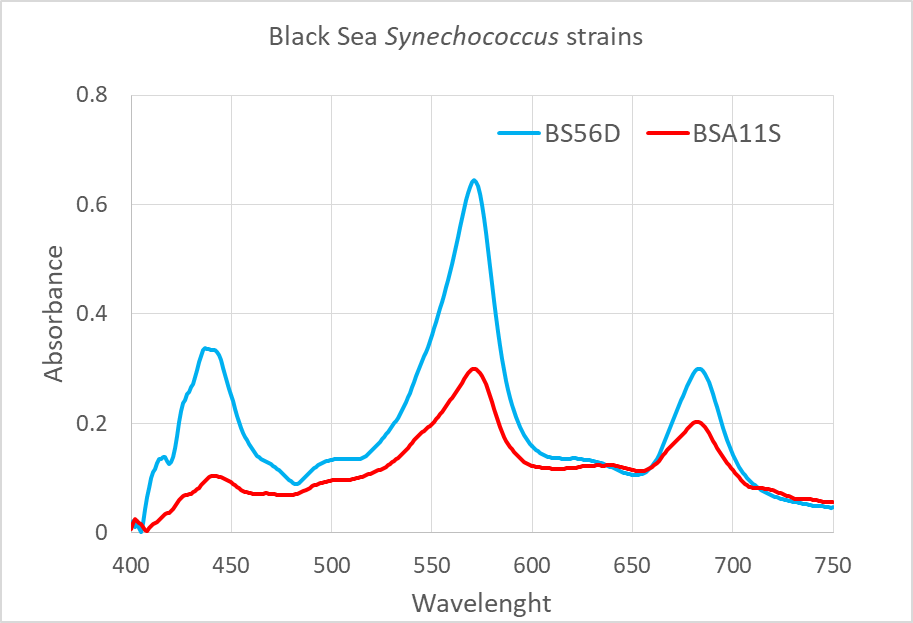 Black Sea Synechococcus strains
0.8
BS56D BSA11S
0.6
Absorbance
0.4
0.2
0
400 450 500 550 600 650 700 750
Wavelenght